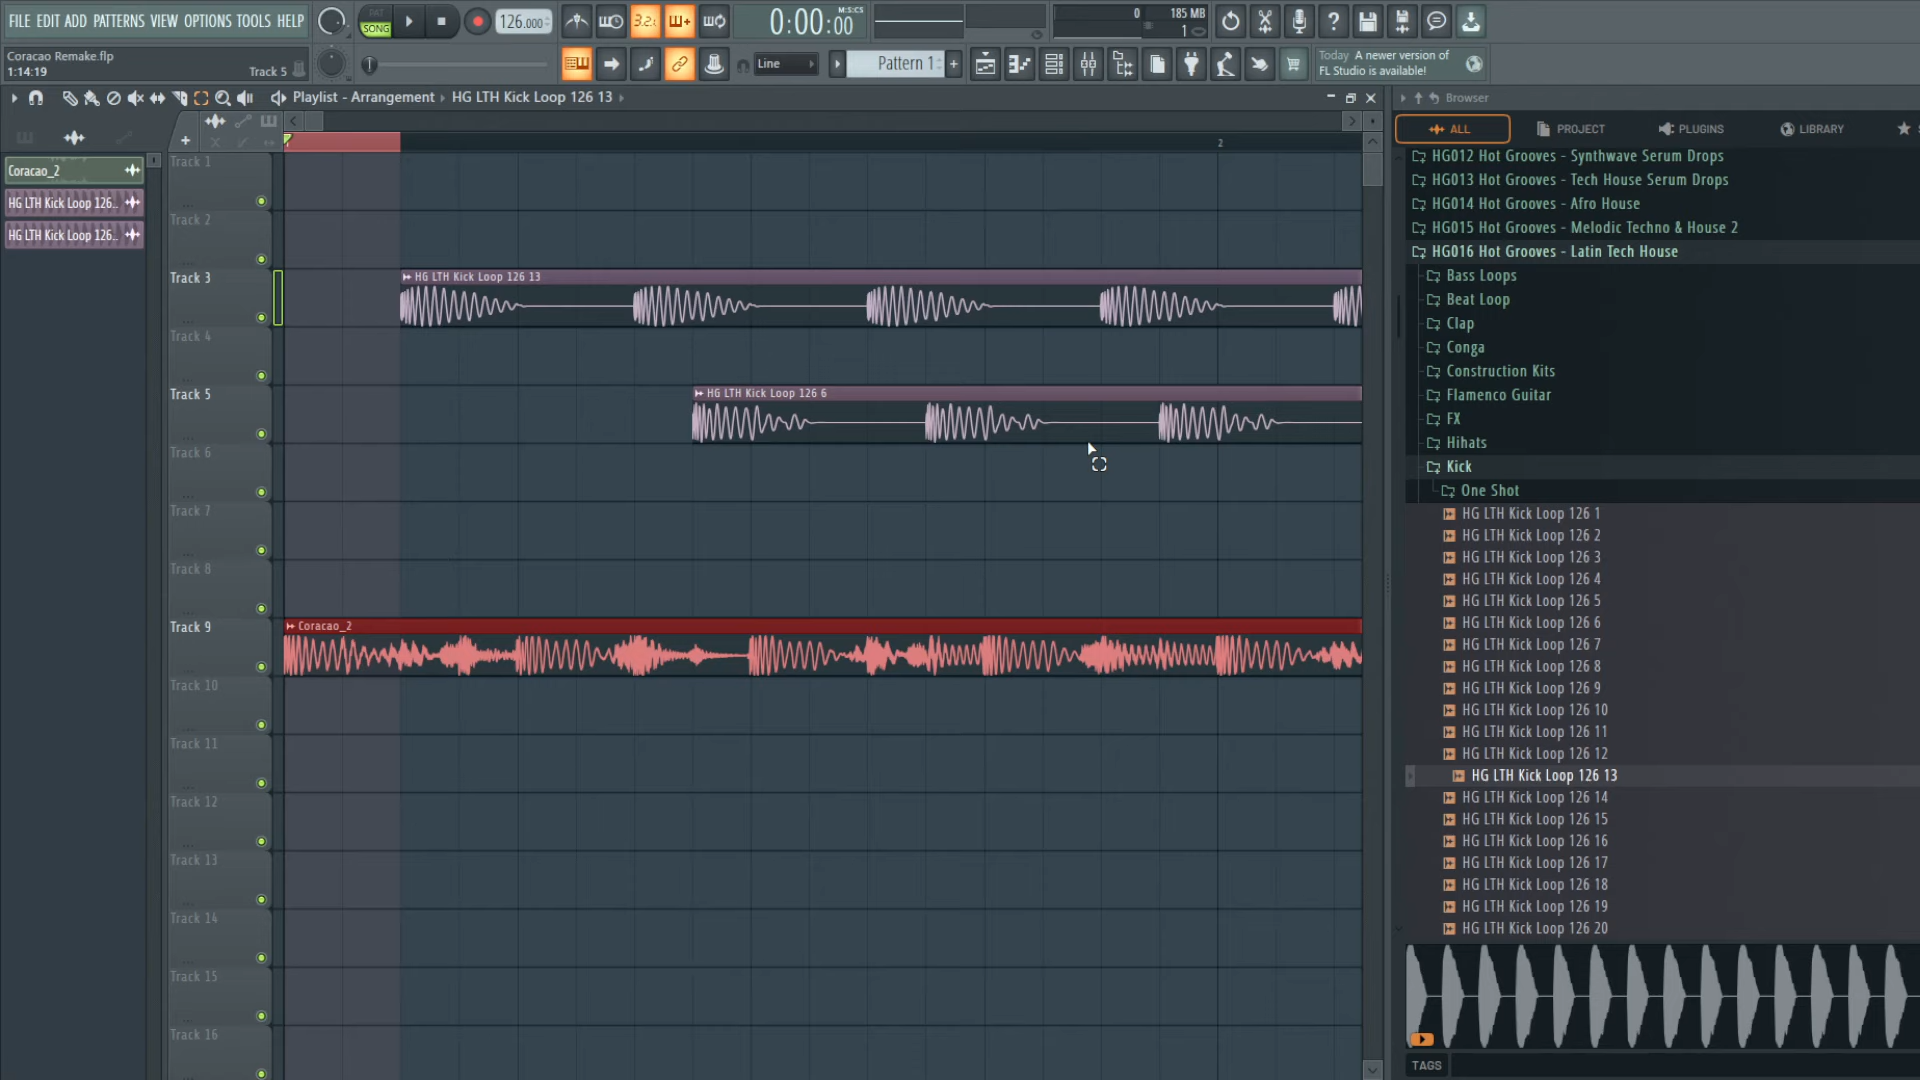 FILE EDIT ADD PATTERNS VIEW OPTIONS TOOLS HELP
PAT
SONG
126.000
3.2.
0:00:00
M:S:CS
0
185 MB
1
Coracao Remake.flp
1:14:19
Track 5
Line
Pattern 1
Today A newer version of
FL Studio is available!
Playlist - Arrangement
HG LTH Kick Loop 126 13
Browser
ALL
PROJECT
PLUGINS
LIBRARY
2
Coracao_2
HG LTH Kick Loop 126..
HG LTH Kick Loop 126..
Track 1
Track 2
Track 3
HG LTH Kick Loop 126 13
Track 4
Track 5
HG LTH Kick Loop 126 6
Track 6
Track 7
Track 8
Track 9
Coracao_2
Track 10
Track 11
Track 12
Track 13
Track 14
Track 15
Track 16
HG012 Hot Grooves - Synthwave Serum Drops
HG013 Hot Grooves - Tech House Serum Drops
HG014 Hot Grooves - Afro House
HG015 Hot Grooves - Melodic Techno & House 2
HG016 Hot Grooves - Latin Tech House
Bass Loops
Beat Loop
Clap
Conga
Construction Kits
Flamenco Guitar
FX
Hihats
Kick
One Shot
HG LTH Kick Loop 126 1
HG LTH Kick Loop 126 2
HG LTH Kick Loop 126 3
HG LTH Kick Loop 126 4
HG LTH Kick Loop 126 5
HG LTH Kick Loop 126 6
HG LTH Kick Loop 126 7
HG LTH Kick Loop 126 8
HG LTH Kick Loop 126 9
HG LTH Kick Loop 126 10
HG LTH Kick Loop 126 11
HG LTH Kick Loop 126 12
HG LTH Kick Loop 126 13
HG LTH Kick Loop 126 14
HG LTH Kick Loop 126 15
HG LTH Kick Loop 126 16
HG LTH Kick Loop 126 17
HG LTH Kick Loop 126 18
HG LTH Kick Loop 126 19
HG LTH Kick Loop 126 20
TAGS